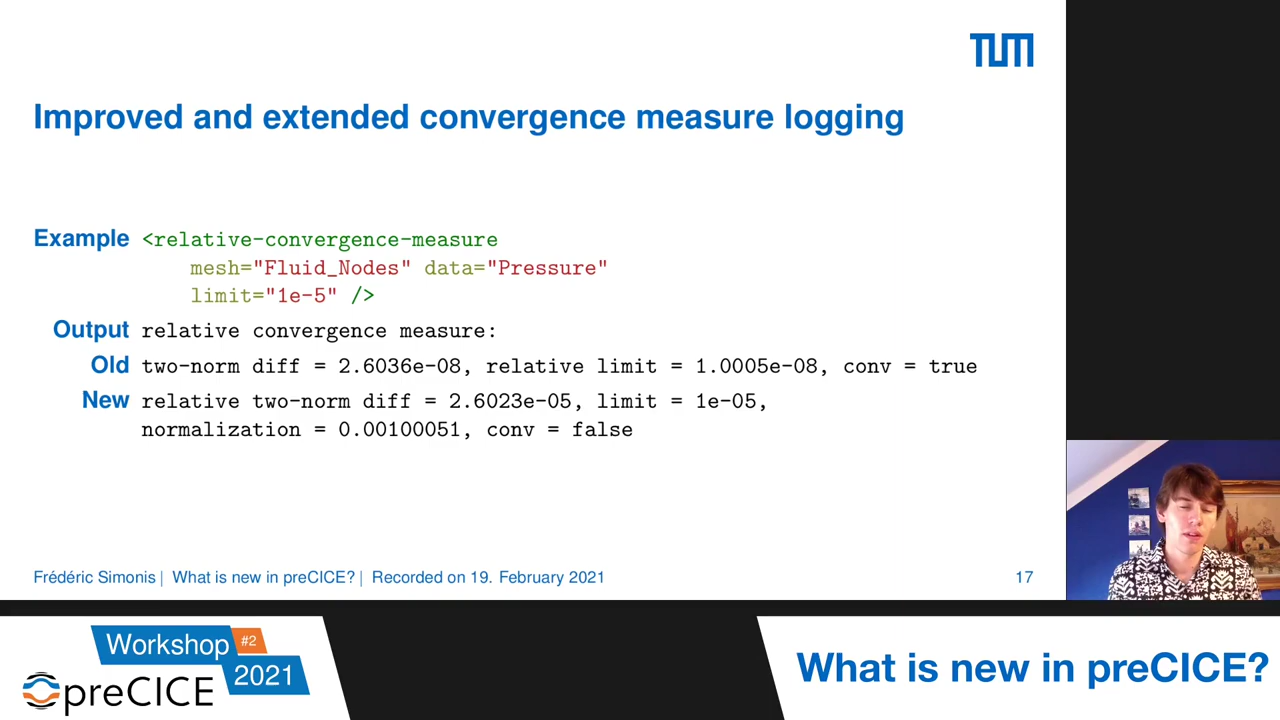 TUM
Improved and extended convergence measure logging
Example <relative-convergence-measure
mesh="Fluid_Nodes" data="Pressure"
limit="1e-5" />
Output relative convergence measure:
Old two-norm diff = 2.6036e-08, relative limit = 1.0005e-08, conv = true
New relative two-norm diff = 2.6023e-05, limit = 1e-05,
normalization = 0.00100051, conv = false
Frédéric Simonis | What is new in preCICE? | Recorded on 19. February 2021
17
Workshop #2
2021
preCICE
What is new in preCICE?